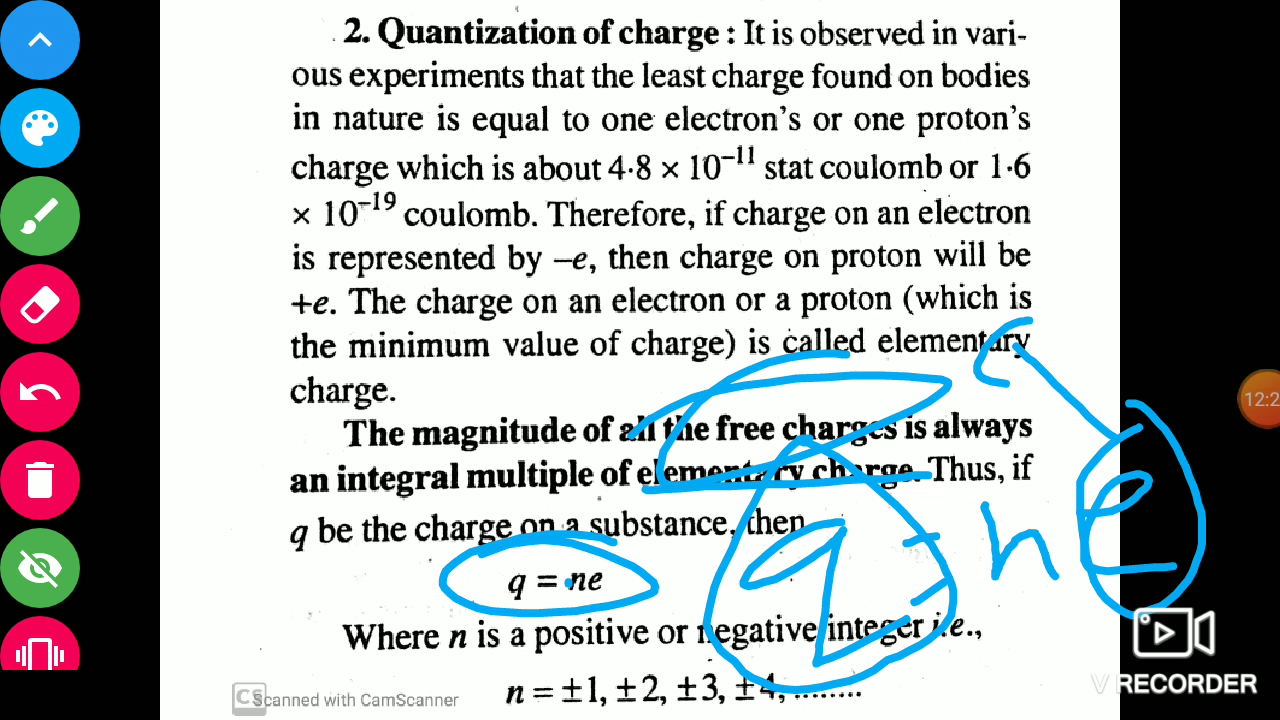 2. Quantization of charge : It is observed in vari-
ous experiments that the least charge found on bodies
in nature is equal to one electron's or one proton's
charge which is about 4·8 × 10⁻¹¹ stat coulomb or 1·6
× 10⁻¹⁹ coulomb. Therefore, if charge on an electron
is represented by –e, then charge on proton will be
+e. The charge on an electron or a proton (which is
the minimum value of charge) is called elementary
charge.
The magnitude of all the free charges is always
an integral multiple of elementary charge. Thus, if
q be the charge on a substance, then
q = ne
q = ne
Where n is a positive or negative integer i.e.,
n = ±1, ±2, ±3, ±4, ........
CS Scanned with CamScanner
12:2
V RECORDER